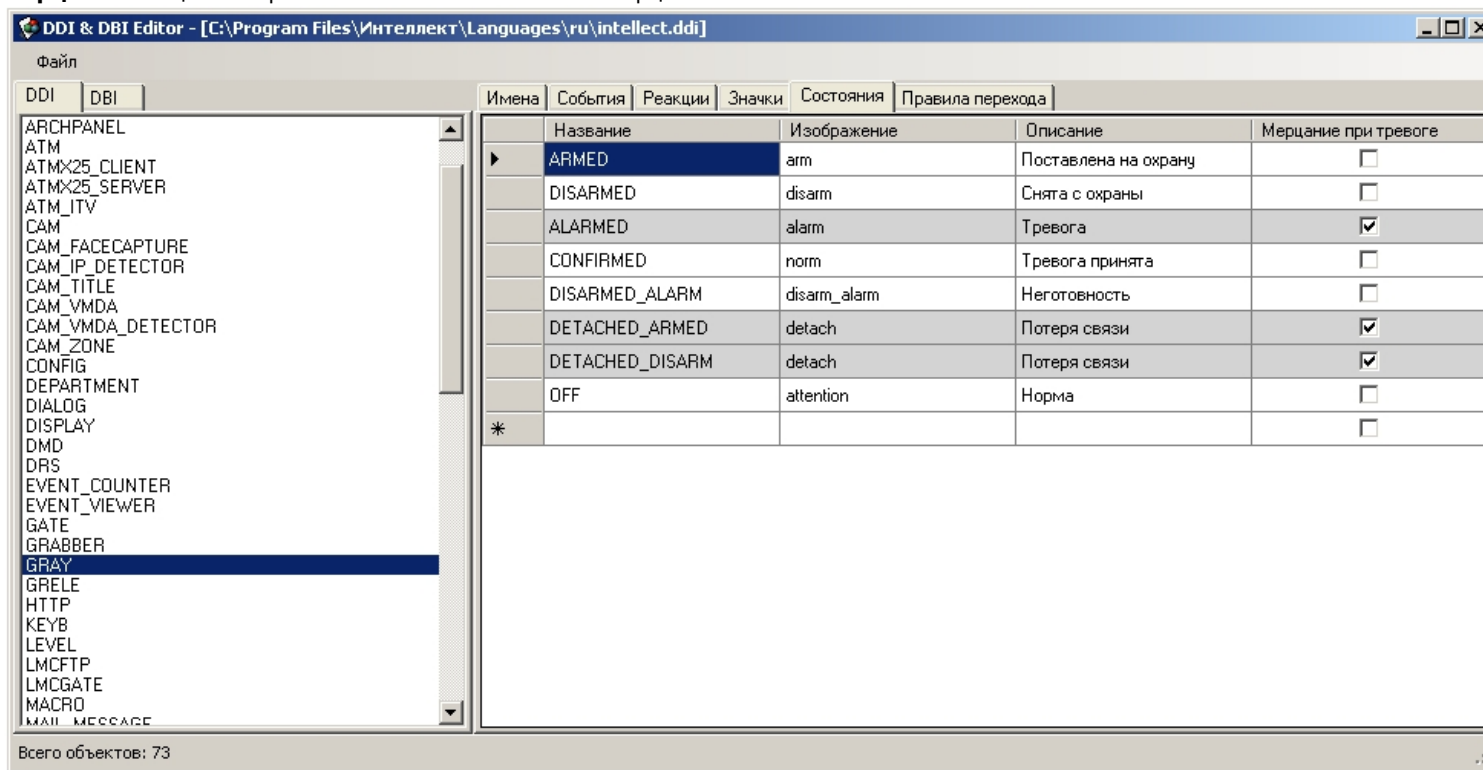 DDI & DBI Editor - [C:\Program Files\Интеллект\Languages\ru\intellect.ddi]
Файл
DDI DBI
Имена События Реакции Значки Состояния Правила перехода
ARCHPANEL
ATM
ATMX25_CLIENT
ATMX25_SERVER
ATM_ITV
CAM
CAM_FACECAPTURE
CAM_IP_DETECTOR
CAM_TITLE
CAM_VMDA
CAM_VMDA_DETECTOR
CAM_ZONE
CONFIG
DEPARTMENT
DIALOG
DISPLAY
DMD
DRS
EVENT_COUNTER
EVENT_VIEWER
GATE
GRABBER
GRAY
GRELE
HTTP
KEYB
LEVEL
LMCFTP
LMCGATE
MACRO
MAIL_MESSAGE
Название Изображение Описание Мерцание при тревоге
ARMED arm Поставлена на охрану
DISARMED disarm Снята с охраны
ALARMED alarm Тревога
CONFIRMED norm Тревога принята
DISARMED_ALARM disarm_alarm Неготовность
DETACHED_ARMED detach Потеря связи
DETACHED_DISARM detach Потеря связи
OFF attention Норма
Всего объектов: 73